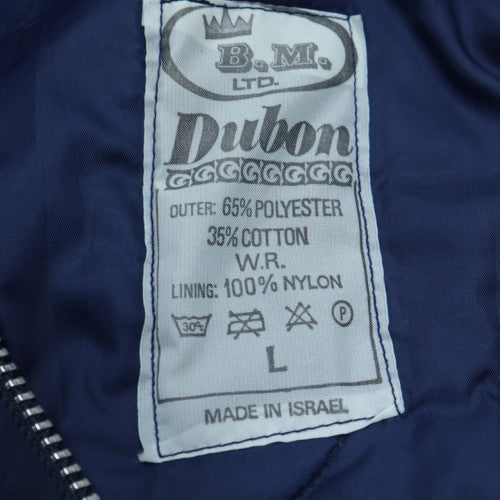 B.M.
LTD.
Dubon
OUTER: 65% POLYESTER
35% COTTON
W.R.
LINING: 100% NYLON
30°C P
L
MADE IN ISRAEL